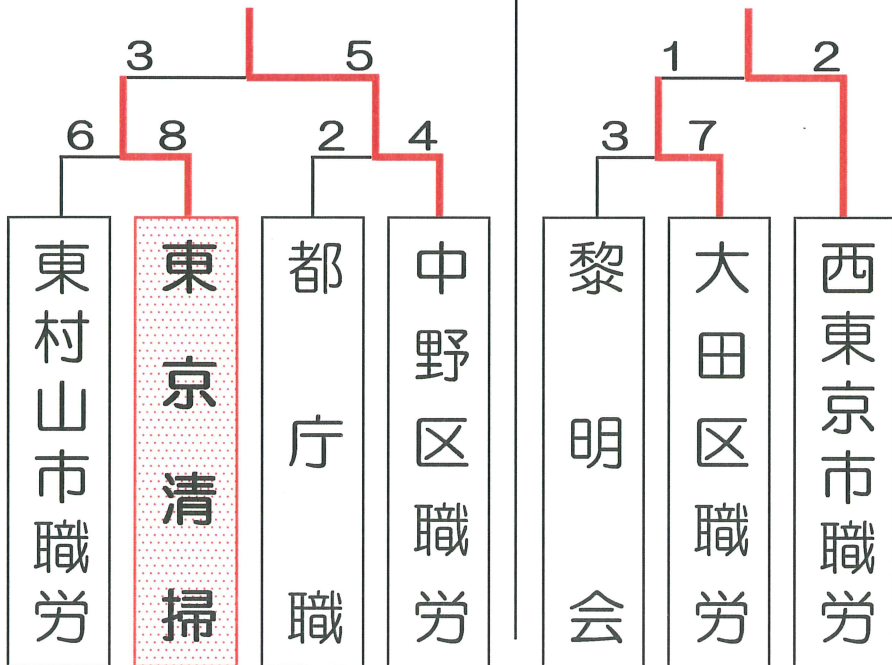 3 5
1 2
6 8 2 4
3 7
東村山市職労
東京清掃
都庁職
中野区職労
黎明会
大田区職労
西東京市職労